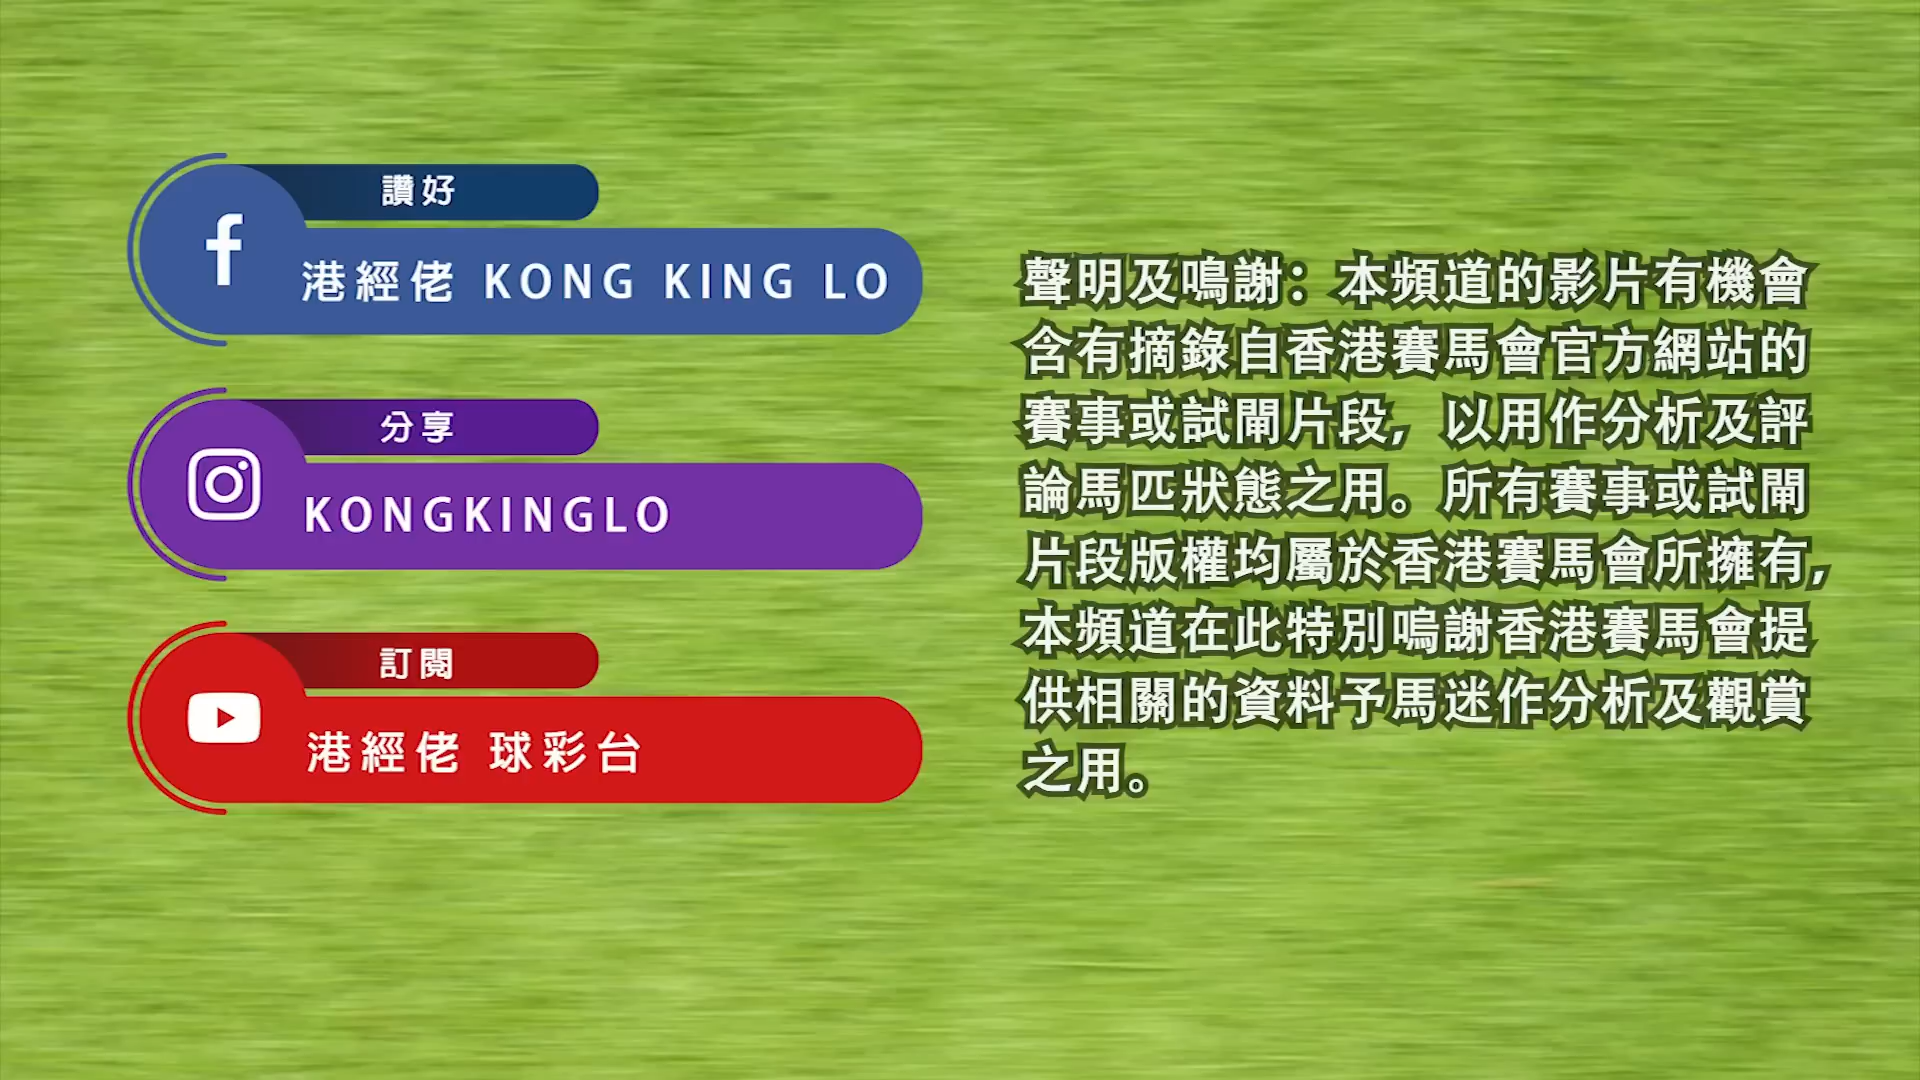 讚好
港經佬 KONG KING LO
分享
KONGKINGLO
訂閱
港經佬 球彩台
聲明及鳴謝：本頻道的影片有機會
含有摘錄自香港賽馬會官方網站的
賽事或試閘片段，以用作分析及評
論馬匹狀態之用。所有賽事或試閘
片段版權均屬於香港賽馬會所擁有，
本頻道在此特別嗚謝香港賽馬會提
供相關的資料予馬迷作分析及觀賞
之用。